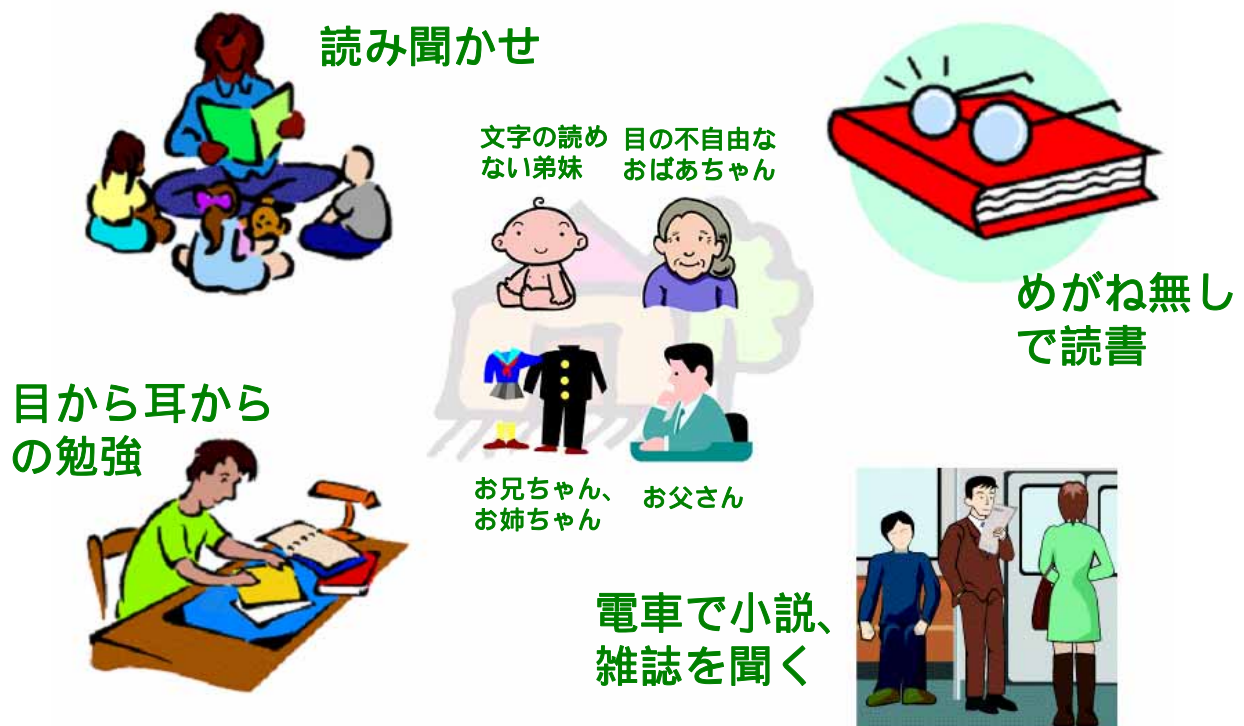 読み聞かせ
文字の読め
ない弟妹
目の不自由な
おばあちゃん
めがね無し
で読書
目から耳から
の勉強
お兄ちゃん、
お姉ちゃん
お父さん
電車で小説、
雑誌を聞く